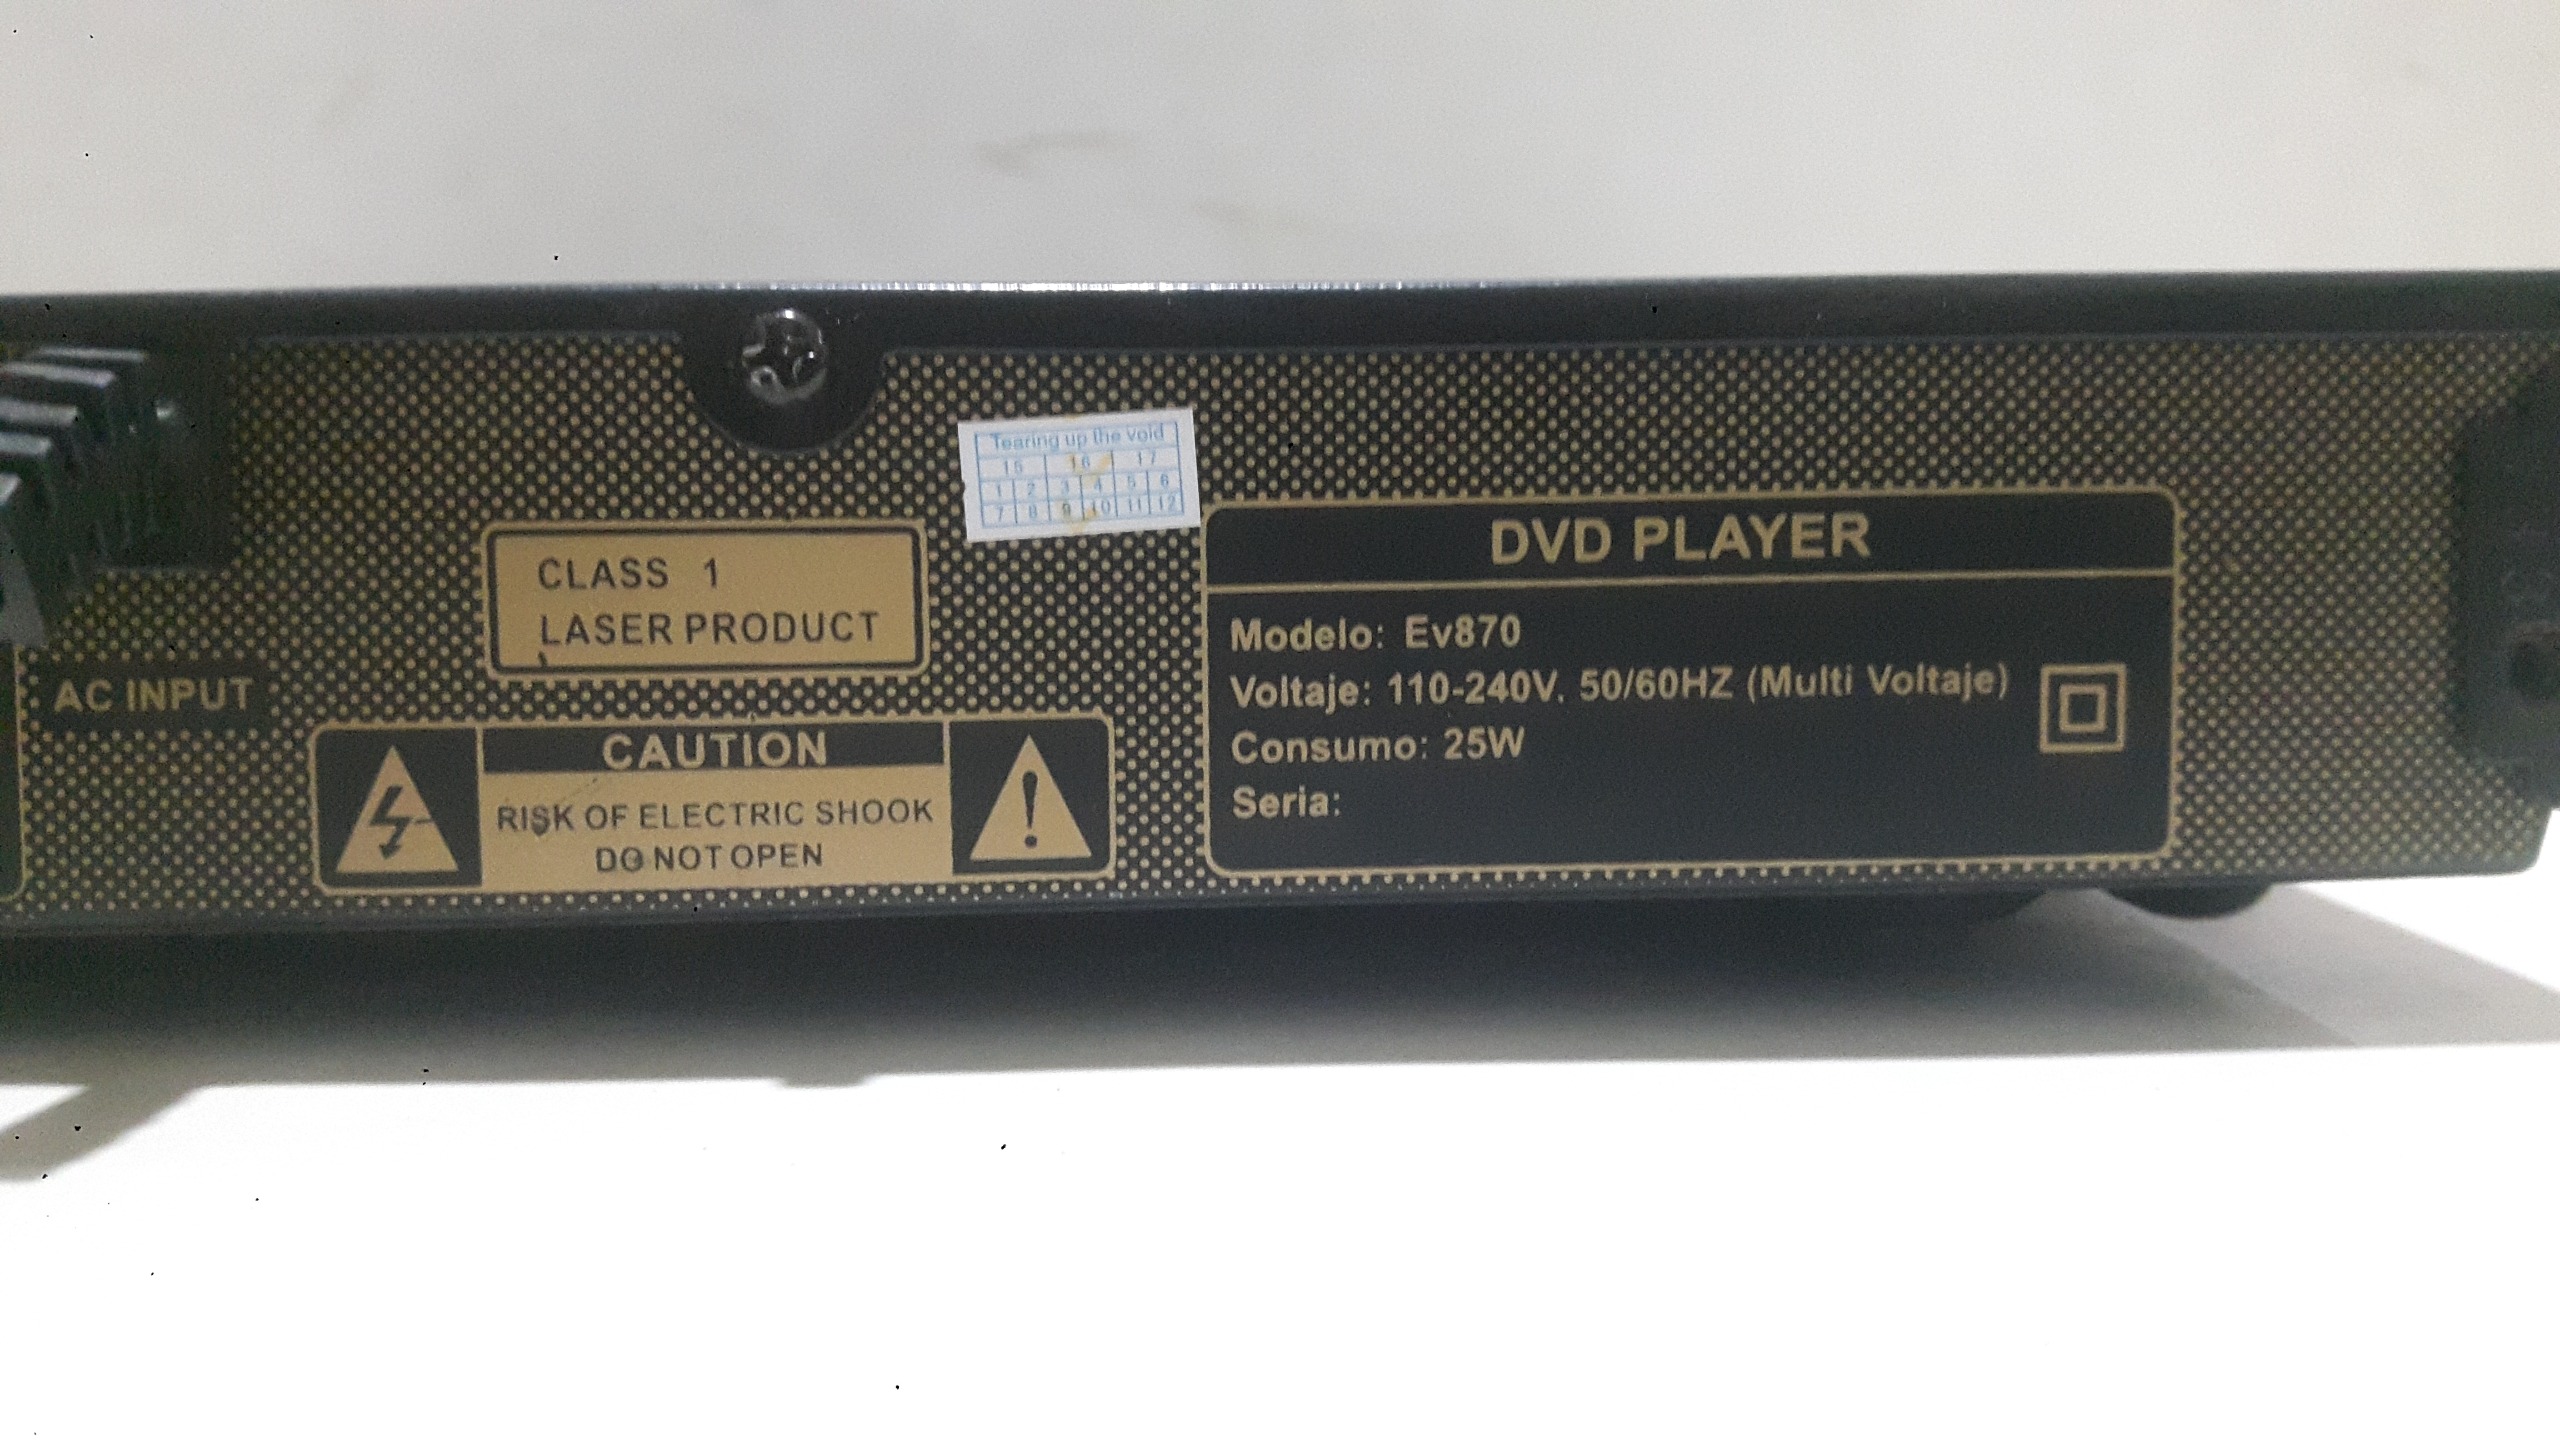 Tearing up the void
15 16 17
1 2 3 4 5 6
7 8 9 10 11 12
CLASS 1
LASER PRODUCT
AC INPUT
CAUTION
RISK OF ELECTRIC SHOOK
DO NOT OPEN
DVD PLAYER
Modelo: Ev870
Voltaje: 110-240V. 50/60HZ (Multi Voltaje)
Consumo: 25W
Seria: